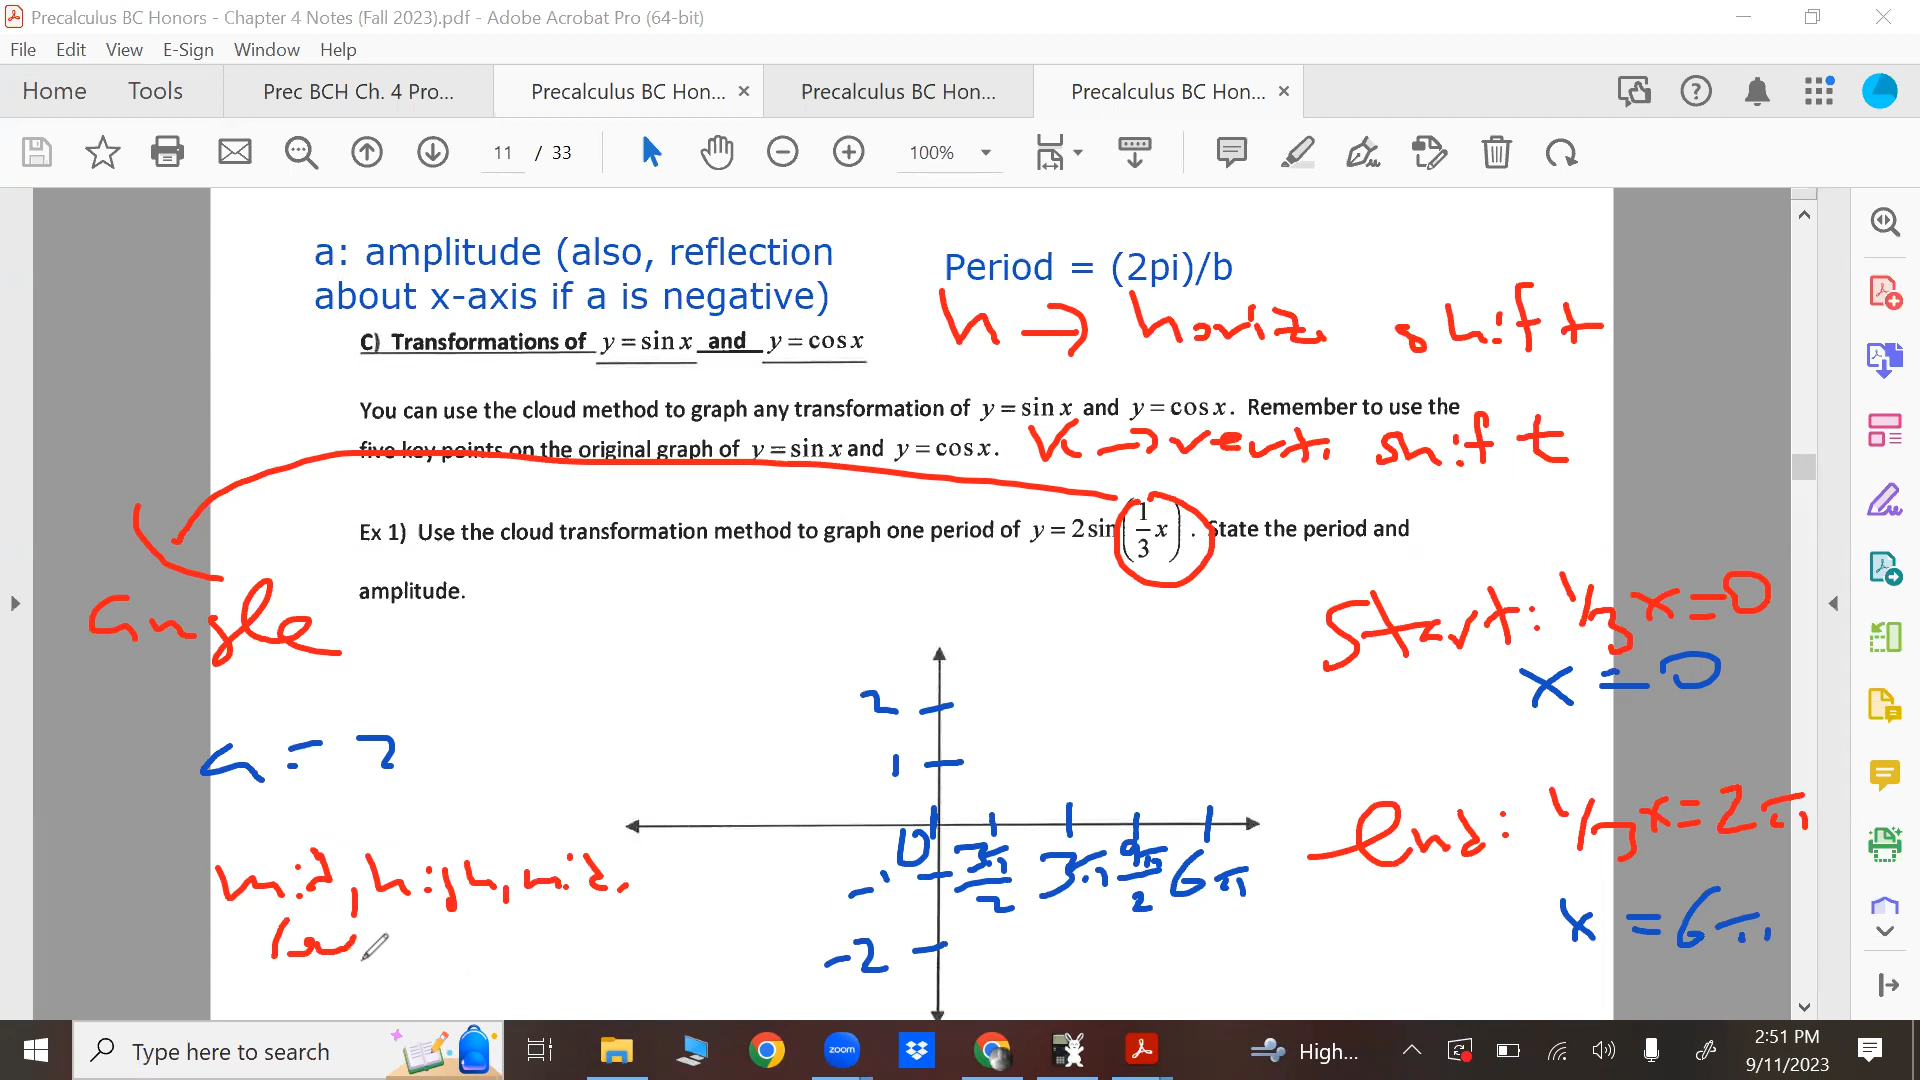 Precalculus BC Honors - Chapter 4 Notes (Fall 2023).pdf - Adobe Acrobat Pro (64-bit)
File Edit View E-Sign Window Help
Home Tools Prec BCH Ch. 4 Pro... Precalculus BC Hon... × Precalculus BC Hon... Precalculus BC Hon... ×
11 / 33 100%
a: amplitude (also, reflection
about x-axis if a is negative)
Period = (2pi)/b
h → horiz. shift
C) Transformations of y = sin x and y = cos x
You can use the cloud method to graph any transformation of y = sin x and y = cos x. Remember to use the
five key points on the original graph of y = sin x and y = cos x.
K → vert. shift
Ex 1) Use the cloud transformation method to graph one period of y = 2 sin(1/3 x). State the period and
amplitude.
angle
Start: 1/3 x = 0
x = 0
2
a = 2
1
end: 1/3 x = 2π
0 3π/2 3π 9π/2 6π
-1
mid, high, mid,
low
x = 6π
-2
Type here to search
zoom
High...
2:51 PM
9/11/2023